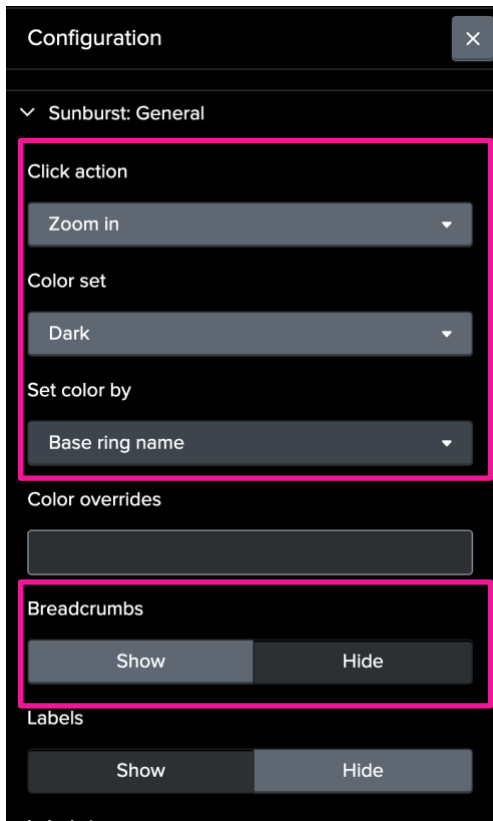 Configuration
Sunburst: General
Click action
Zoom in
Color set
Dark
Set color by
Base ring name
Color overrides
Breadcrumbs
Show Hide
Labels
Show Hide